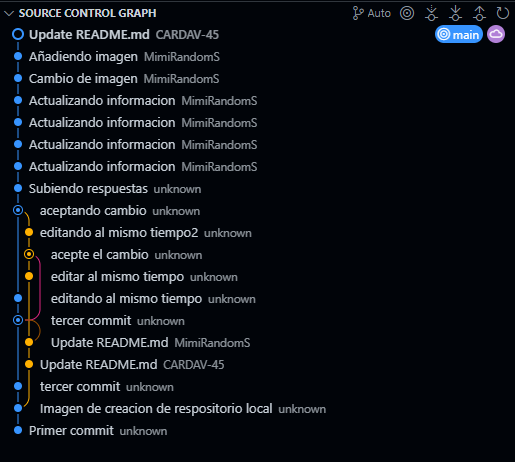 SOURCE CONTROL GRAPH Auto
Update README.md CARDAV-45 main
Añadiendo imagen MimiRandomS
Cambio de imagen MimiRandomS
Actualizando informacion MimiRandomS
Actualizando informacion MimiRandomS
Actualizando informacion MimiRandomS
Actualizando informacion MimiRandomS
Subiendo respuestas unknown
aceptando cambio unknown
editando al mismo tiempo2 unknown
acepte el cambio unknown
editar al mismo tiempo unknown
editando al mismo tiempo unknown
tercer commit unknown
Update README.md MimiRandomS
Update README.md CARDAV-45
tercer commit unknown
Imagen de creacion de respositorio local unknown
Primer commit unknown